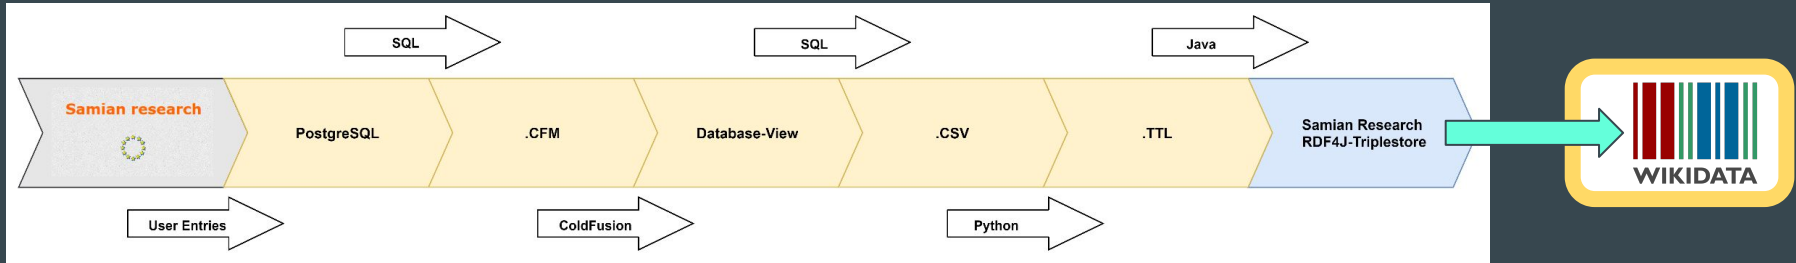 SQL
SQL
Java
Samian research
PostgreSQL
.CFM
Database-View
.CSV
.TTL
Samian Research
RDF4J-Triplestore
WIKIDATA
User Entries
ColdFusion
Python